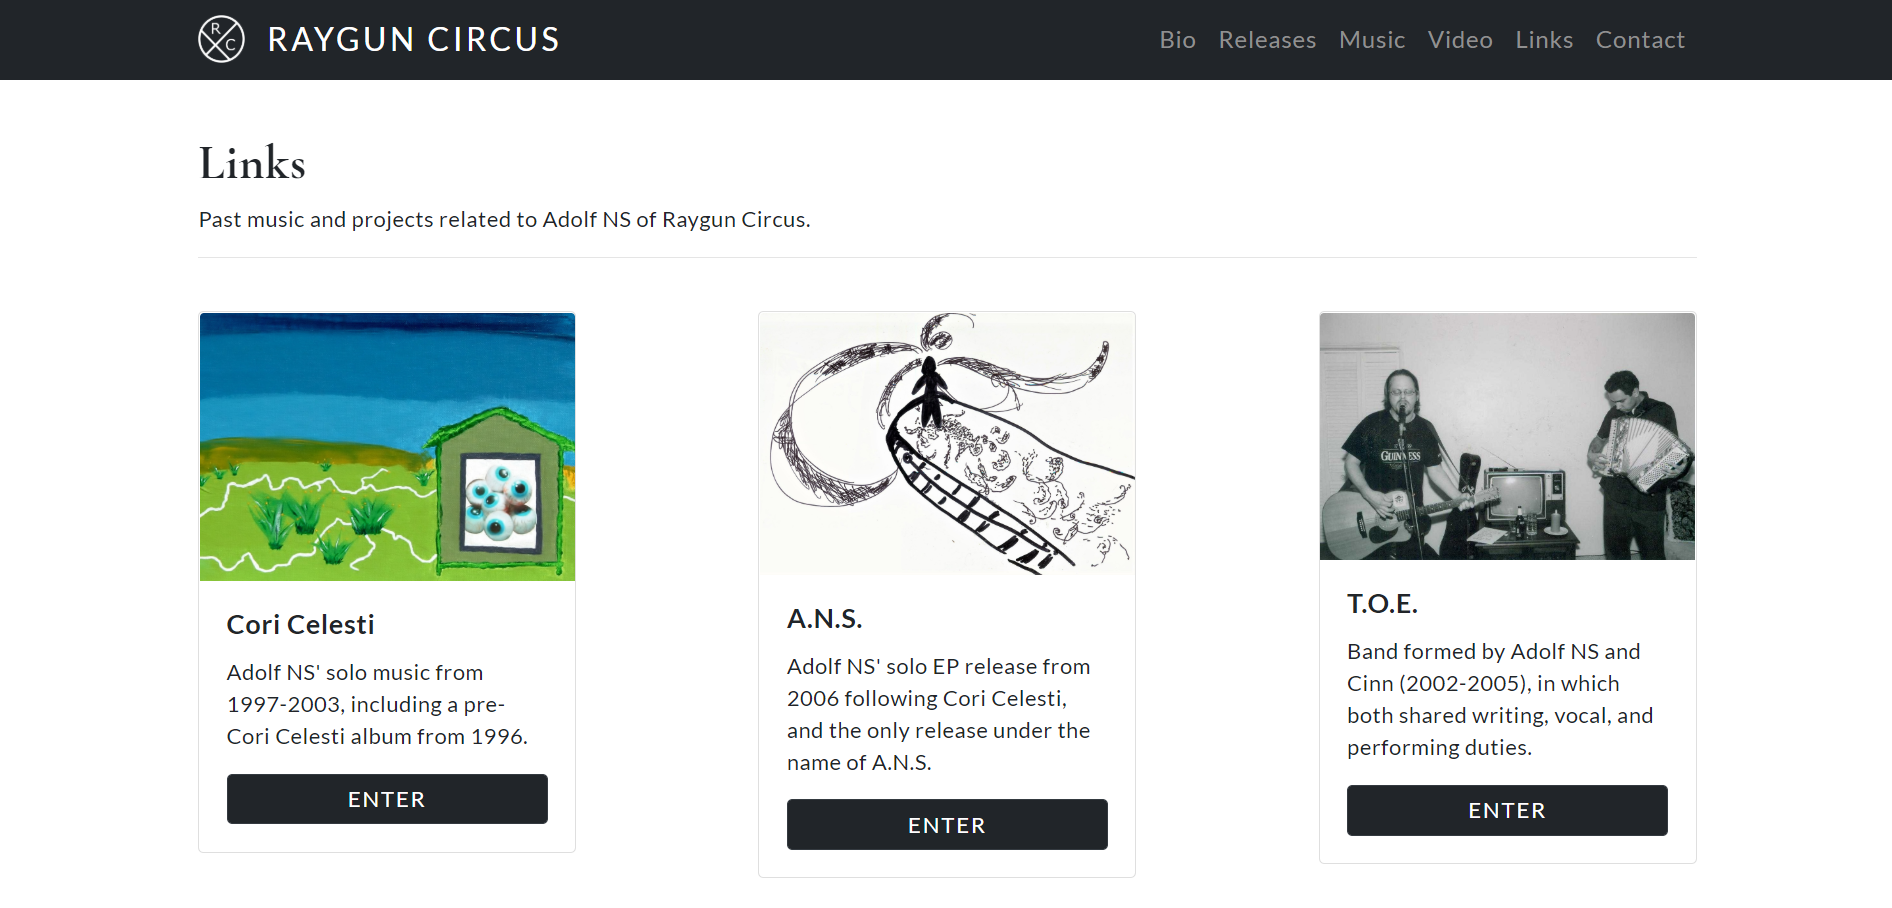 R
C
RAYGUN CIRCUS
Bio Releases Music Video Links Contact
Links
Past music and projects related to Adolf NS of Raygun Circus.
Cori Celesti
Adolf NS' solo music from
1997-2003, including a pre-
Cori Celesti album from 1996.
ENTER
A.N.S.
Adolf NS' solo EP release from
2006 following Cori Celesti,
and the only release under the
name of A.N.S.
ENTER
GUINNESS
T.O.E.
Band formed by Adolf NS and
Cinn (2002-2005), in which
both shared writing, vocal, and
performing duties.
ENTER